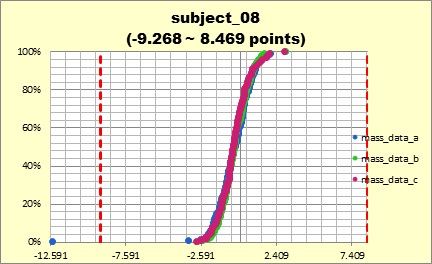 subject_08
(-9.268 ~ 8.469 points)
100%
80%
60%
40%
20%
0%
mass_data_a
mass_data_b
mass_data_c
-12.591
-7.591
-2.591
2.409
7.409